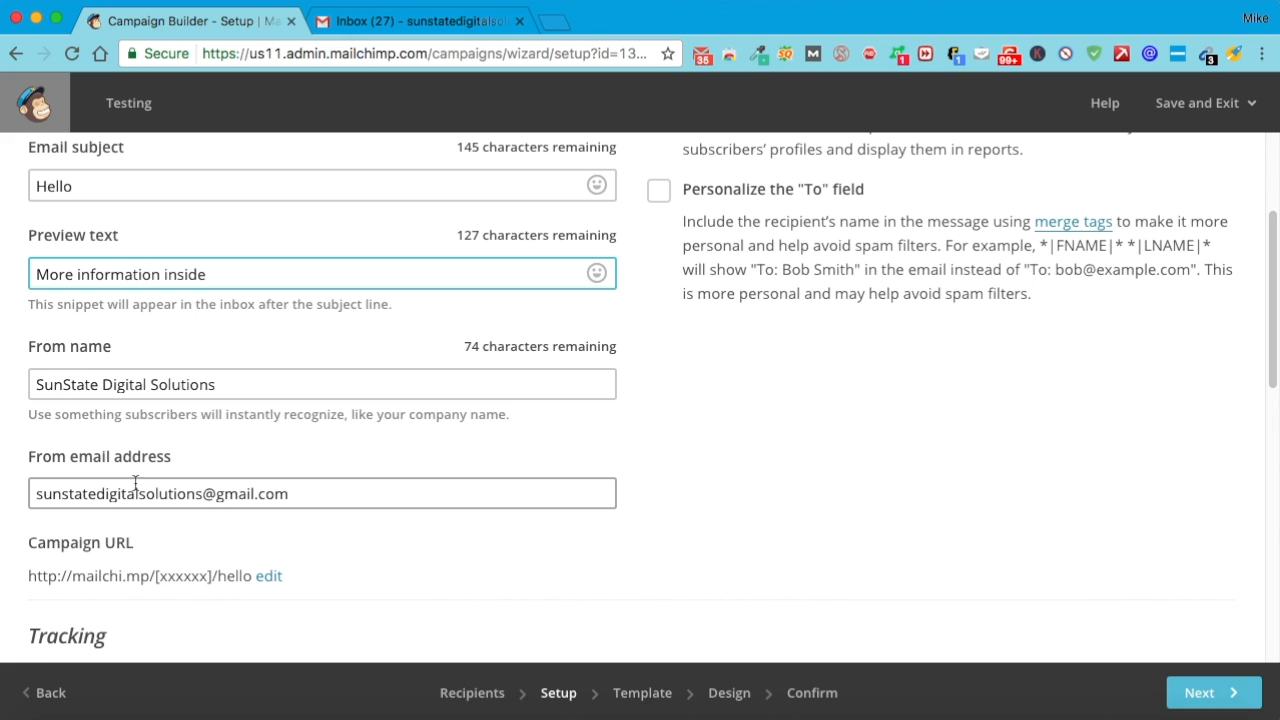 Campaign Builder - Setup | Ma
Inbox (27) - sunstatedigitalsol
Mike
Secure
https://us11.admin.mailchimp.com/campaigns/wizard/setup?id=13...
36
1
1
99+
3
Testing
Help
Save and Exit
Email subject
145 characters remaining
subscribers’ profiles and display them in reports.
Hello
Personalize the "To" field
Include the recipient’s name in the message using merge tags to make it more
personal and help avoid spam filters. For example, *|FNAME|* *|LNAME|*
will show "To: Bob Smith" in the email instead of "To: bob@example.com". This
is more personal and may help avoid spam filters.
Preview text
127 characters remaining
More information inside
This snippet will appear in the inbox after the subject line.
From name
74 characters remaining
SunState Digital Solutions
Use something subscribers will instantly recognize, like your company name.
From email address
sunstatedigitalsolutions@gmail.com
Campaign URL
http://mailchi.mp/[xxxxxx]/hello edit
Tracking
Back
Recipients
Setup
Template
Design
Confirm
Next